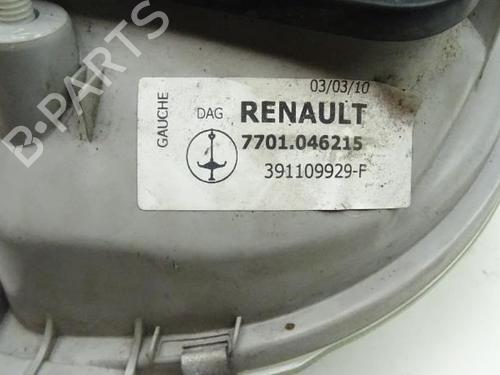 B-PARTS
03/03/10
GAUCHE
DAG RENAULT
7701.046215
391109929-F